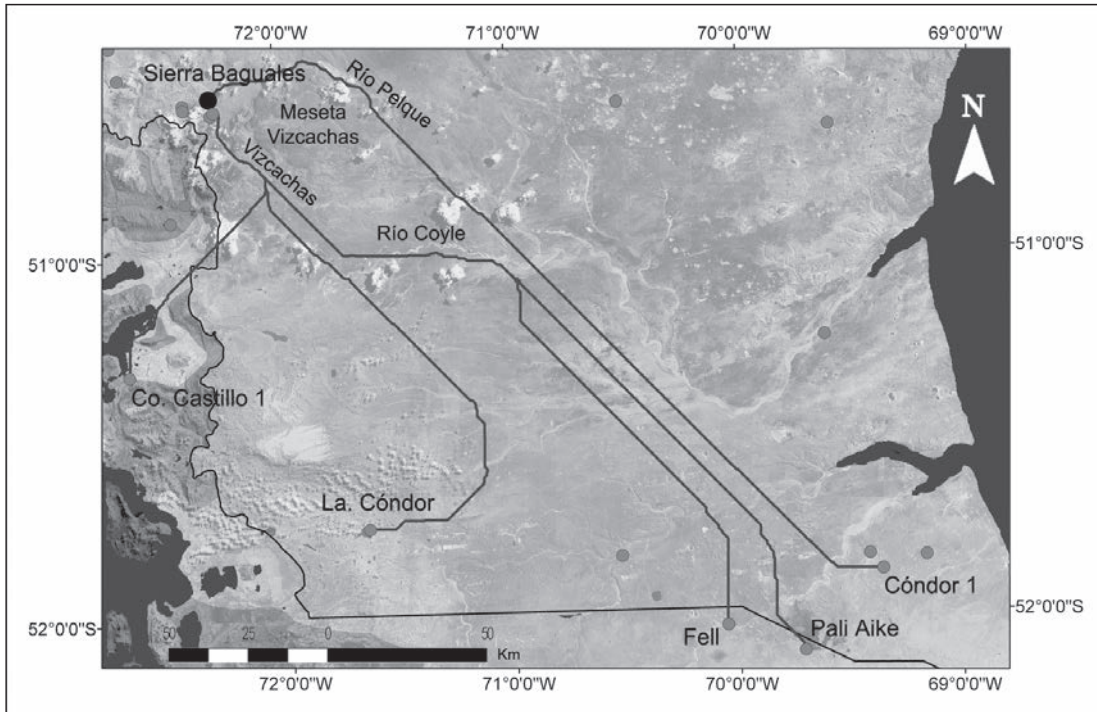 72°0'0"W
71°0'0"W
70°0'0"W
69°0'0"W
Sierra Baguales
Río Pelque
Meseta
Vizcachas
N
Vizcachas
Río Coyle
51°0'0"S
51°0'0"S
Co. Castillo 1
La. Cóndor
Cóndor 1
52°0'0"S
52°0'0"S
Fell
Pali Aike
50
25
0
50
Km
72°0'0"W
71°0'0"W
70°0'0"W
69°0'0"W